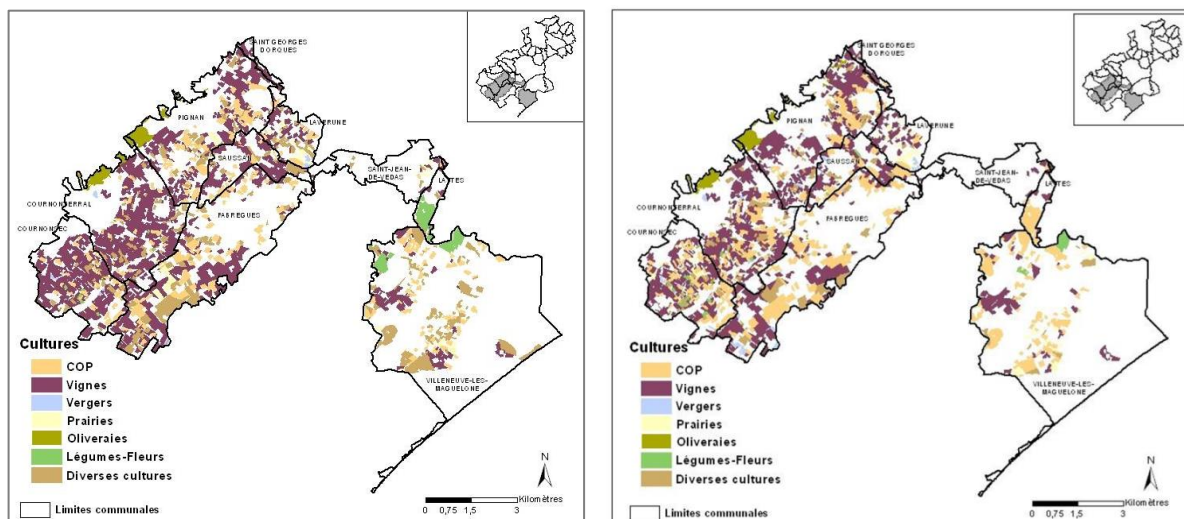 SAINT GEORGES
DORQUES
PIGNAN
LAVERUNE
SAUSSAN
SAINT-JEAN-
DE-VEDAS
LATTES
COURNONTERRAL
FABREGUES
COURNONSEC
VILLENEUVE-LES-
MAGUELONE
Cultures
COP
Vignes
Vergers
Prairies
Oliveraies
Légumes-Fleurs
Diverses cultures
Limites communales
N
Kilomètres
0 0,75 1,5 3
SAINT GEORGES
DORQUES
PIGNAN
LAVERUNE
SAUSSAN
SAINT-JEAN-
DE-VEDAS
LATTES
COURNONTERRAL
FABREGUES
COURNONSEC
VILLENEUVE-LES-
MAGUELONE
Cultures
COP
Vignes
Vergers
Prairies
Oliveraies
Légumes-Fleurs
Diverses cultures
Limites communales
N
Kilomètres
0 0,75 1,5 3